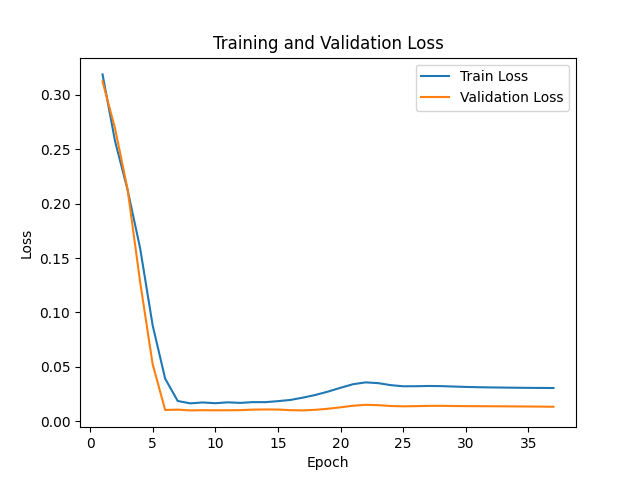 Training and Validation Loss
Train Loss
Validation Loss
0.30
0.25
0.20
0.15
0.10
0.05
0.00
Loss
0 5 10 15 20 25 30 35
Epoch